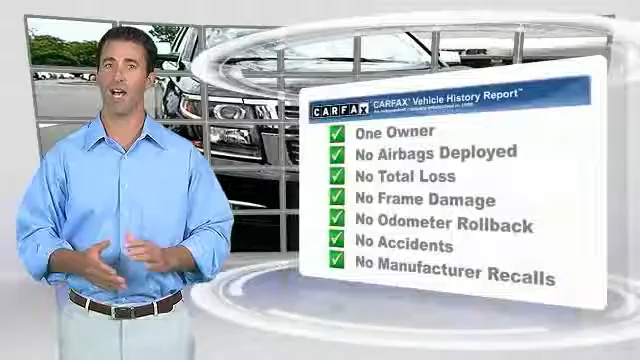 CARFAX
CARFAX® Vehicle History Report™
One Owner
No Airbags Deployed
No Total Loss
No Frame Damage
No Odometer Rollback
No Accidents
No Manufacturer Recalls